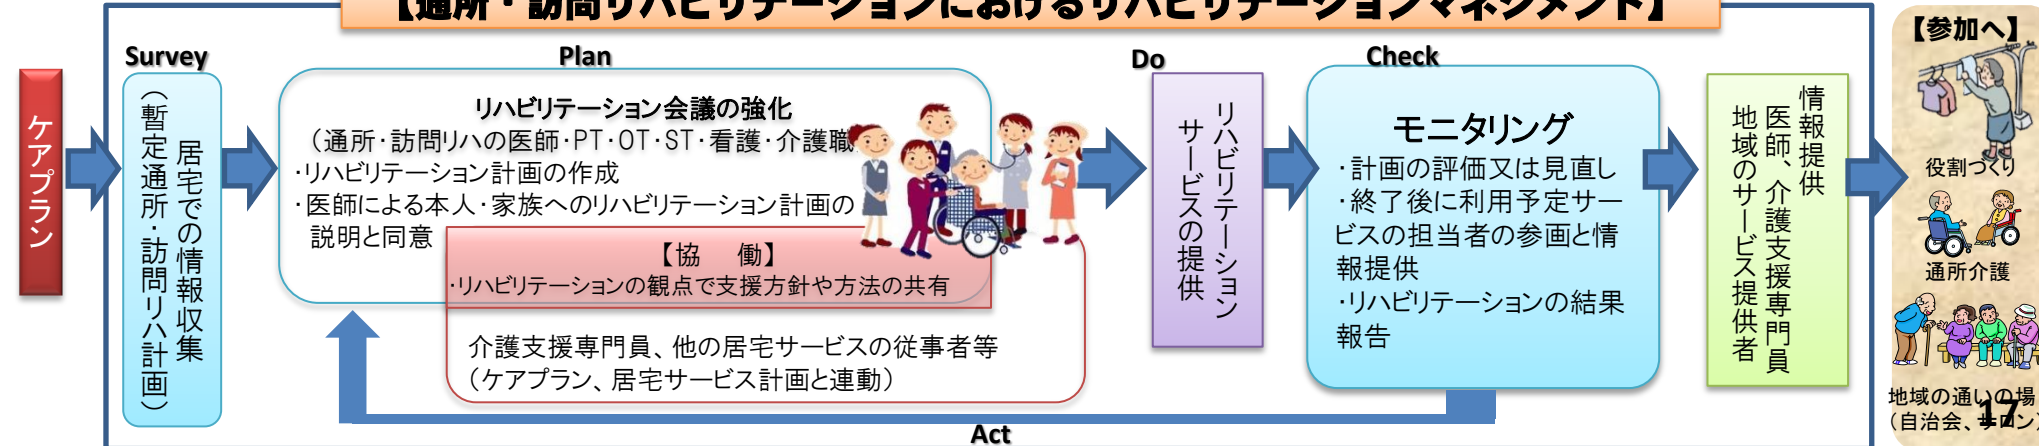 【通所・訪問リハビリテーションにおけるリハビリテーションマネジメント】
ケアプラン
Survey
居宅での情報収集
（暫定通所・訪問リハ計画）
Plan
リハビリテーション会議の強化
（通所・訪問リハの医師・PT・OT・ST・看護・介護職
・リハビリテーション計画の作成
・医師による本人・家族へのリハビリテーション計画の
説明と同意
【協　働】
・リハビリテーションの観点で支援方針や方法の共有
介護支援専門員、他の居宅サービスの従事者等
（ケアプラン、居宅サービス計画と連動）
Do
リハビリテーション
サービスの提供
Check
モニタリング
・計画の評価又は見直し
・終了後に利用予定サー
ビスの担当者の参画と情
報提供
・リハビリテーションの結果
報告
Act
情報提供
医師、介護支援専門員
地域のサービス提供者
【参加へ】
役割づくり
通所介護
地域の通いの場
（自治会、サロン）
17